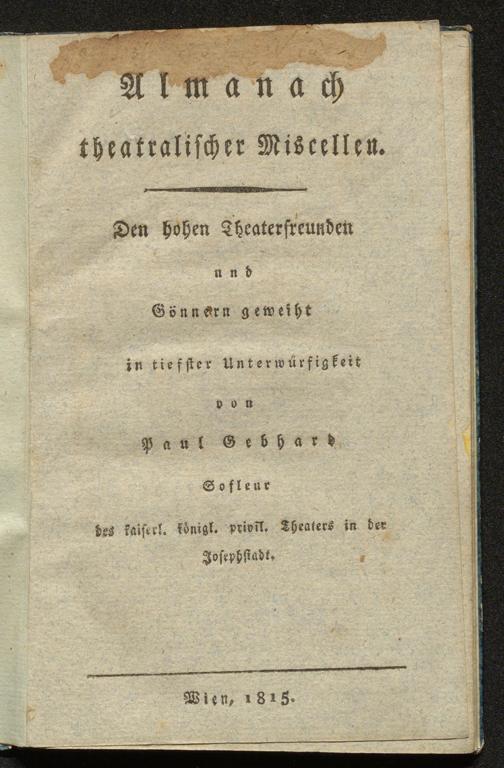 Almanach
theatralischer Miscellen.
Den hohen Theaterfreunden
und
Gönnern geweiht
in tiefster Unterwürfigkeit
von
Paul Gebhard
Sofleur
des kaiserl. königl. privil. Theaters in der
Josephstadt.
Wien, 1815.